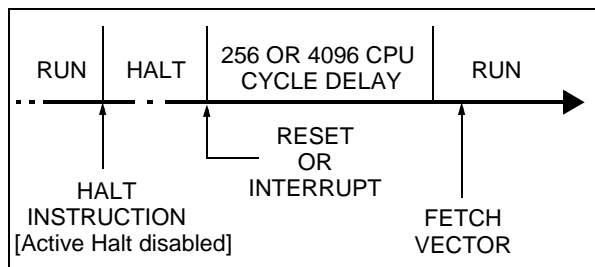 RUN
HALT
256 OR 4096 CPU
CYCLE DELAY
RUN
HALT
INSTRUCTION
[Active Halt disabled]
RESET
OR
INTERRUPT
FETCH
VECTOR